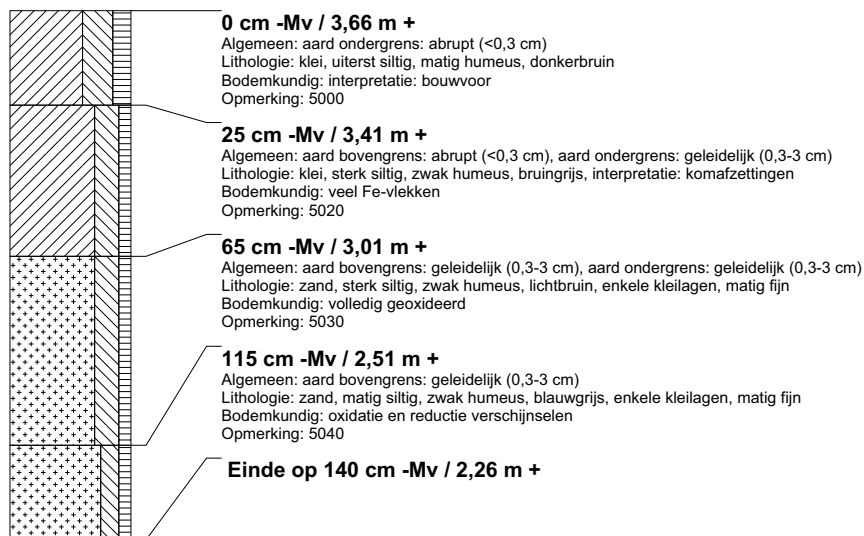 0 cm -Mv / 3,66 m +
Algemeen: aard ondergrens: abrupt (<0,3 cm)
Lithologie: klei, uiterst siltig, matig humeus, donkerbruin
Bodemkundig: interpretatie: bouwvoor
Opmerking: 5000
25 cm -Mv / 3,41 m +
Algemeen: aard bovengrens: abrupt (<0,3 cm), aard ondergrens: geleidelijk (0,3-3 cm)
Lithologie: klei, sterk siltig, zwak humeus, bruingrijs, interpretatie: komafzettingen
Bodemkundig: veel Fe-vlekken
Opmerking: 5020
65 cm -Mv / 3,01 m +
Algemeen: aard bovengrens: geleidelijk (0,3-3 cm), aard ondergrens: geleidelijk (0,3-3 cm)
Lithologie: zand, sterk siltig, zwak humeus, lichtbruin, enkele kleilagen, matig fijn
Bodemkundig: volledig geoxideerd
Opmerking: 5030
115 cm -Mv / 2,51 m +
Algemeen: aard bovengrens: geleidelijk (0,3-3 cm)
Lithologie: zand, matig siltig, zwak humeus, blauwgrijs, enkele kleilagen, matig fijn
Bodemkundig: oxidatie en reductie verschijnselen
Opmerking: 5040
Einde op 140 cm -Mv / 2,26 m +